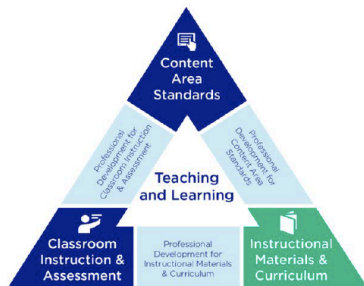 Content
Area
Standards
Professional
Development for
Classroom Instruction
& Assessment
Professional
Development for
Content Area
Standards
Teaching
and Learning
Classroom
Instruction &
Assessment
Professional
Development for
Instructional Materials
& Curriculum
Instructional
Materials &
Curriculum